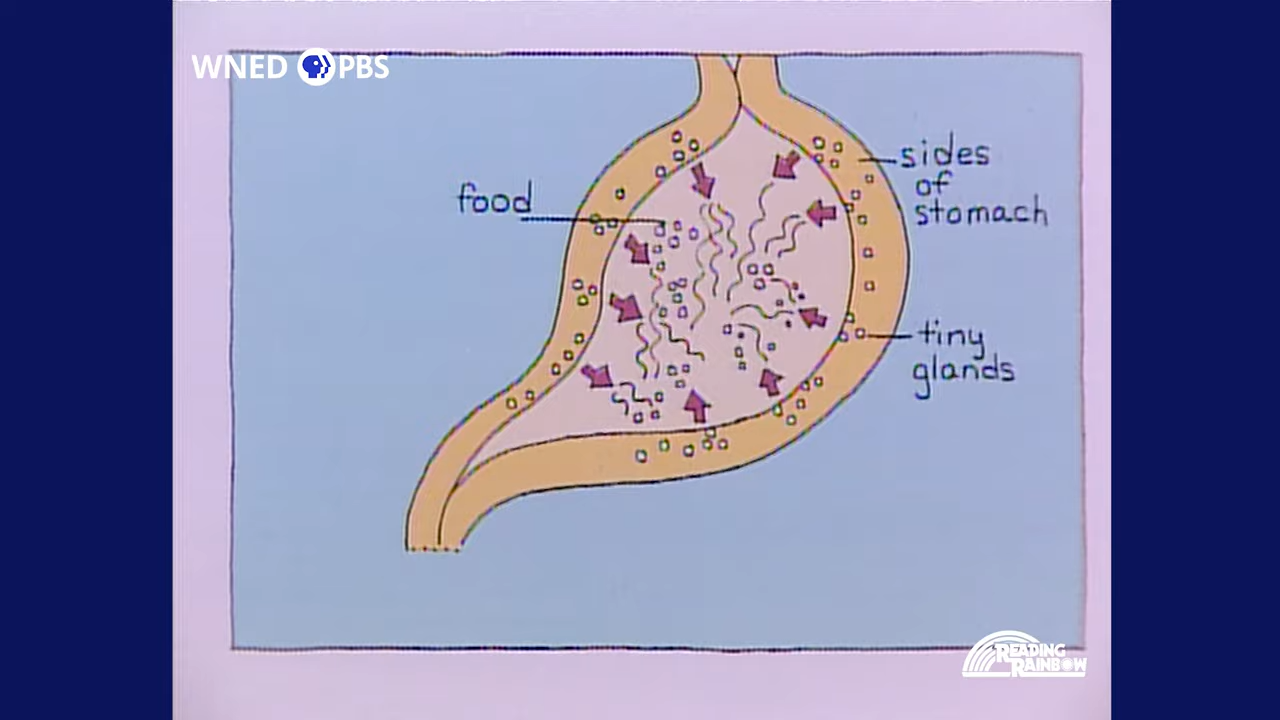 WNED PBS
food
sides
of
stomach
tiny
glands
READING
RAINBOW